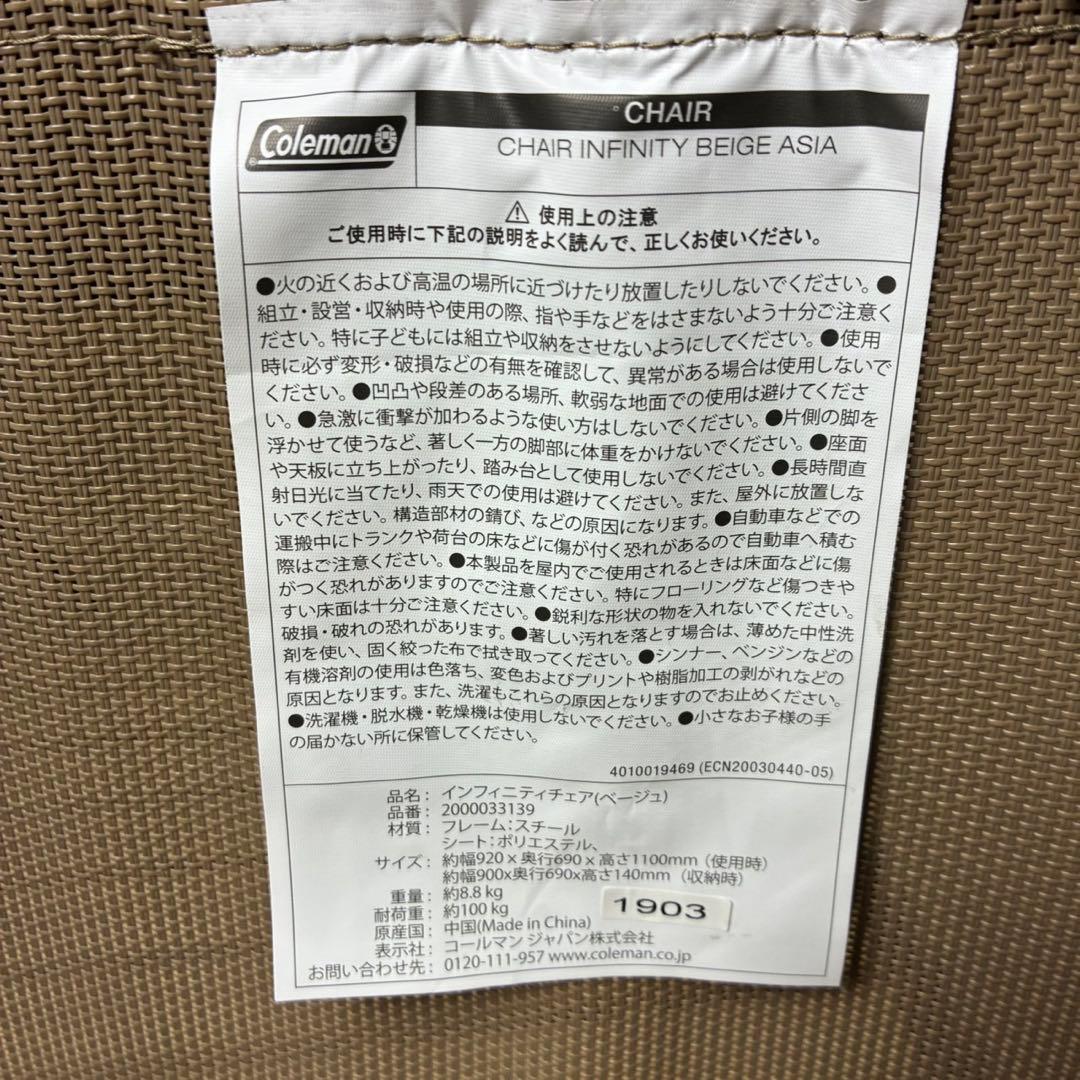 Coleman
CHAIR
CHAIR INFINITY BEIGE ASIA
⚠ 使用上の注意
ご使用時に下記の説明をよく読んで、正しくお使いください。
●火の近くおよび高温の場所に近づけたり放置したりしないでください。●
組立・設営・収納時や使用の際、指や手などをはさまないよう十分ご注意く
ださい。特に子どもには組立や収納をさせないようにしてください。●使用
時に必ず変形・破損などの有無を確認して、異常がある場合は使用しないで
ください。●凹凸や段差のある場所、軟弱な地面での使用は避けてくださ
い。●急激に衝撃が加わるような使い方はしないでください。●片側の脚を
浮かせて使うなど、著しく一方の脚部に体重をかけないでください。●座面
や天板に立ち上がったり、踏み台として使用しないでください。●長時間直
射日光に当てたり、雨天での使用は避けてください。また、屋外に放置しな
いでください。構造部材の錆び、などの原因になります。●自動車などでの
運搬中にトランクや荷台の床などに傷が付く恐れがあるので自動車へ積む
際はご注意ください。●本製品を屋内でご使用されるときは床面などに傷
がつく恐れがありますのでご注意ください。特にフローリングなど傷つきや
すい床面は十分ご注意ください。●鋭利な形状の物を入れないでください。
破損・破れの恐れがあります。●著しい汚れを落とす場合は、薄めた中性洗
剤を使い、固く絞った布で拭き取ってください。●シンナー、ベンジンなどの
有機溶剤の使用は色落ち、変色およびプリントや樹脂加工の剥がれなどの
原因となります。また、洗濯もこれらの原因となりますのでお止めください。
●洗濯機・脱水機・乾燥機は使用しないでください。●小さなお子様の手
の届かない所に保管してください。
4010019469 (ECN20030440-05)
品名： インフィニティチェア(ベージュ)
品番： 2000033139
材質： フレーム：スチール
シート：ポリエステル、
サイズ： 約幅920×奥行690×高さ1100mm（使用時）
約幅900x奥行690x高さ140mm（収納時）
重量： 約8.8 kg
耐荷重： 約100 kg
1903
原産国： 中国(Made in China)
表示社： コールマン ジャパン株式会社
お問い合わせ先： 0120-111-957 www.coleman.co.jp